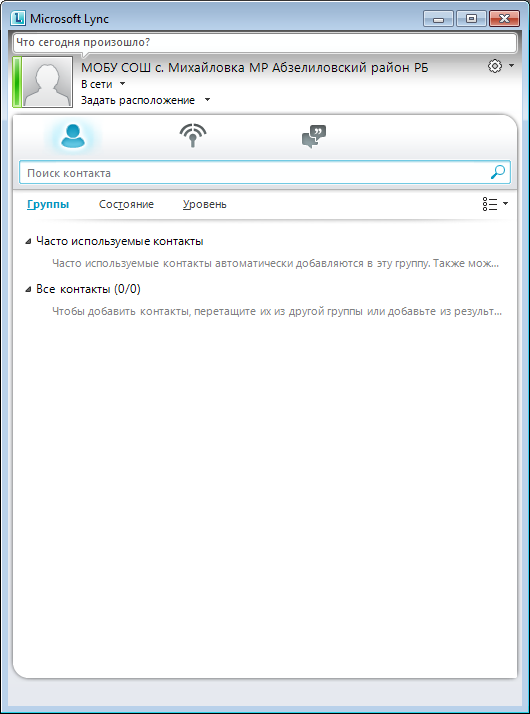 Microsoft Lync
Что сегодня произошло?
МОБУ СОШ с. Михайловка МР Абзелиловский район РБ
В сети
Задать расположение
Поиск контакта
Группы Состояние Уровень
Часто используемые контакты
Часто используемые контакты автоматически добавляются в эту группу. Также мож...
Все контакты (0/0)
Чтобы добавить контакты, перетащите их из другой группы или добавьте из результ...